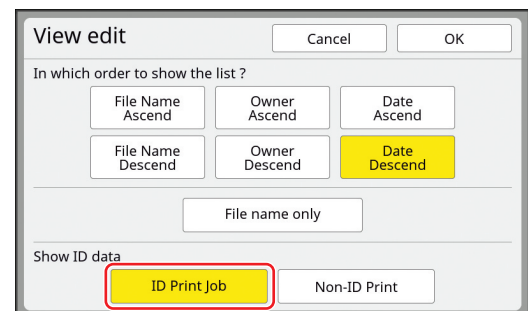 View edit
Cancel
OK
In which order to show the list ?
File Name
Ascend
Owner
Ascend
Date
Ascend
File Name
Descend
Owner
Descend
Date
Descend
File name only
Show ID data
ID Print Job
Non-ID Print